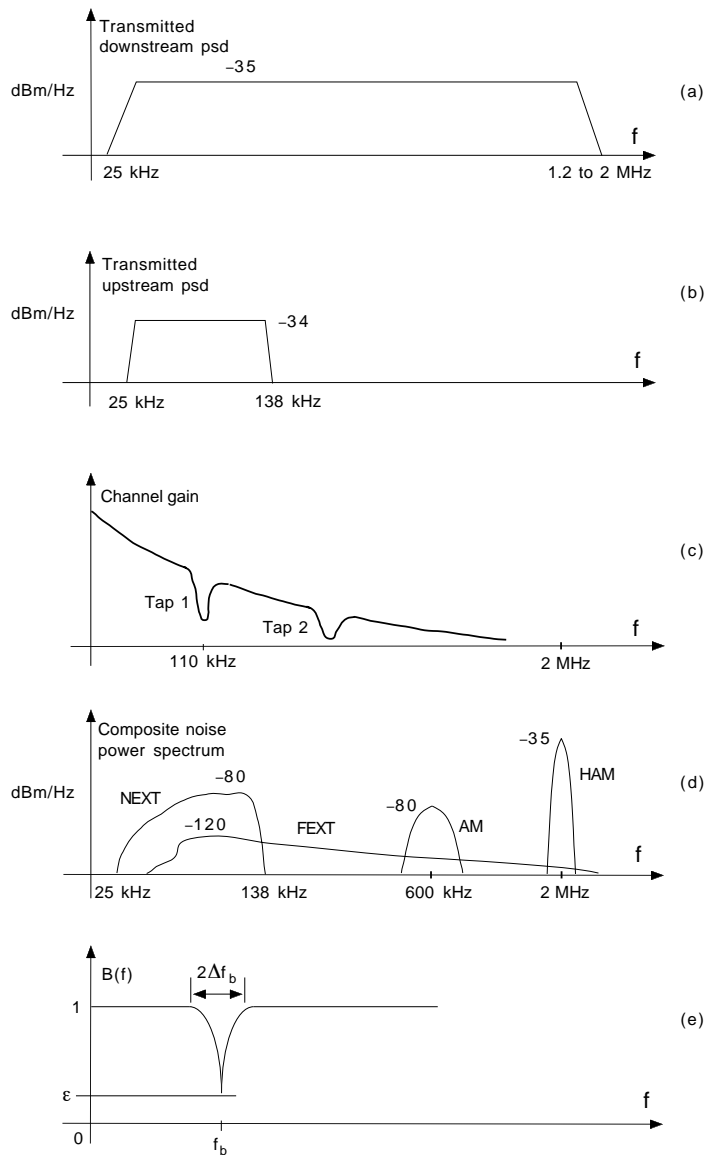 Transmitted
downstream psd
−35
dBm/Hz
(a)
f
25 kHz
1.2 to 2 MHz
Transmitted
upstream psd
(b)
dBm/Hz
−34
f
25 kHz
138 kHz
Channel gain
(c)
Tap 1
Tap 2
f
110 kHz
2 MHz
Composite noise
power spectrum
−35
−80
HAM
(d)
dBm/Hz
NEXT
−80
−120
FEXT
AM
f
25 kHz
138 kHz
600 kHz
2 MHz
B(f)
2Δf_b
1
(e)
ε
f
0
f_b